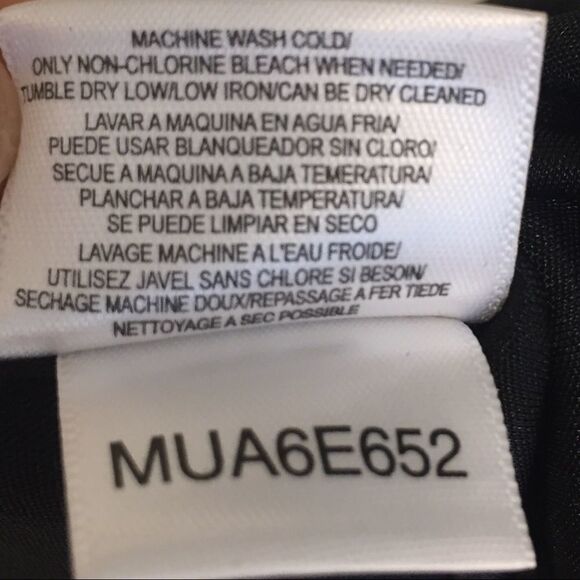 MACHINE WASH COLD/
ONLY NON-CHLORINE BLEACH WHEN NEEDED/
TUMBLE DRY LOW/LOW IRON/CAN BE DRY CLEANED
LAVAR A MAQUINA EN AGUA FRIA/
PUEDE USAR BLANQUEADOR SIN CLORO/
SECUE A MAQUINA A BAJA TEMERATURA/
PLANCHAR A BAJA TEMPERATURA/
SE PUEDE LIMPIAR EN SECO
LAVAGE MACHINE A L'EAU FROIDE/
UTILISEZ JAVEL SANS CHLORE SI BESOIN/
SECHAGE MACHINE DOUX/REPASSAGE A FER TIEDE
NETTOYAGE A SEC POSSIBLE
MUA6E652